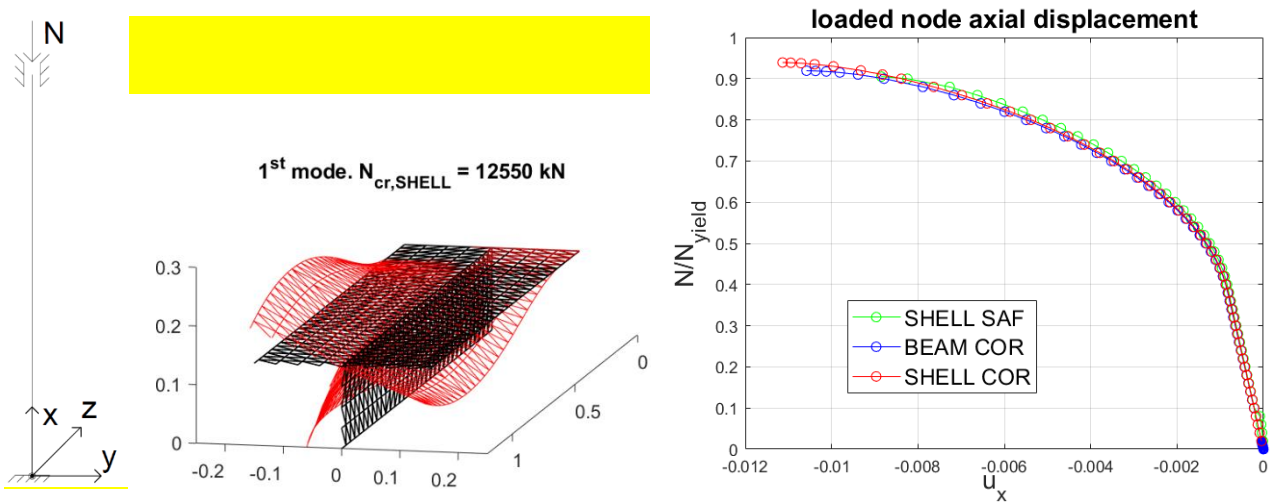 N
x
z
y
1st mode. Ncr,SHELL = 12550 kN
0.3
0.2
0.1
0
-0.2
-0.1
0
0.1
0.2
0
0.5
1
loaded node axial displacement
N/Nyield
1
0.9
0.8
0.7
0.6
0.5
0.4
0.3
0.2
0.1
0
SHELL SAF
BEAM COR
SHELL COR
-0.012
-0.01
-0.008
-0.006
-0.004
-0.002
0
ux